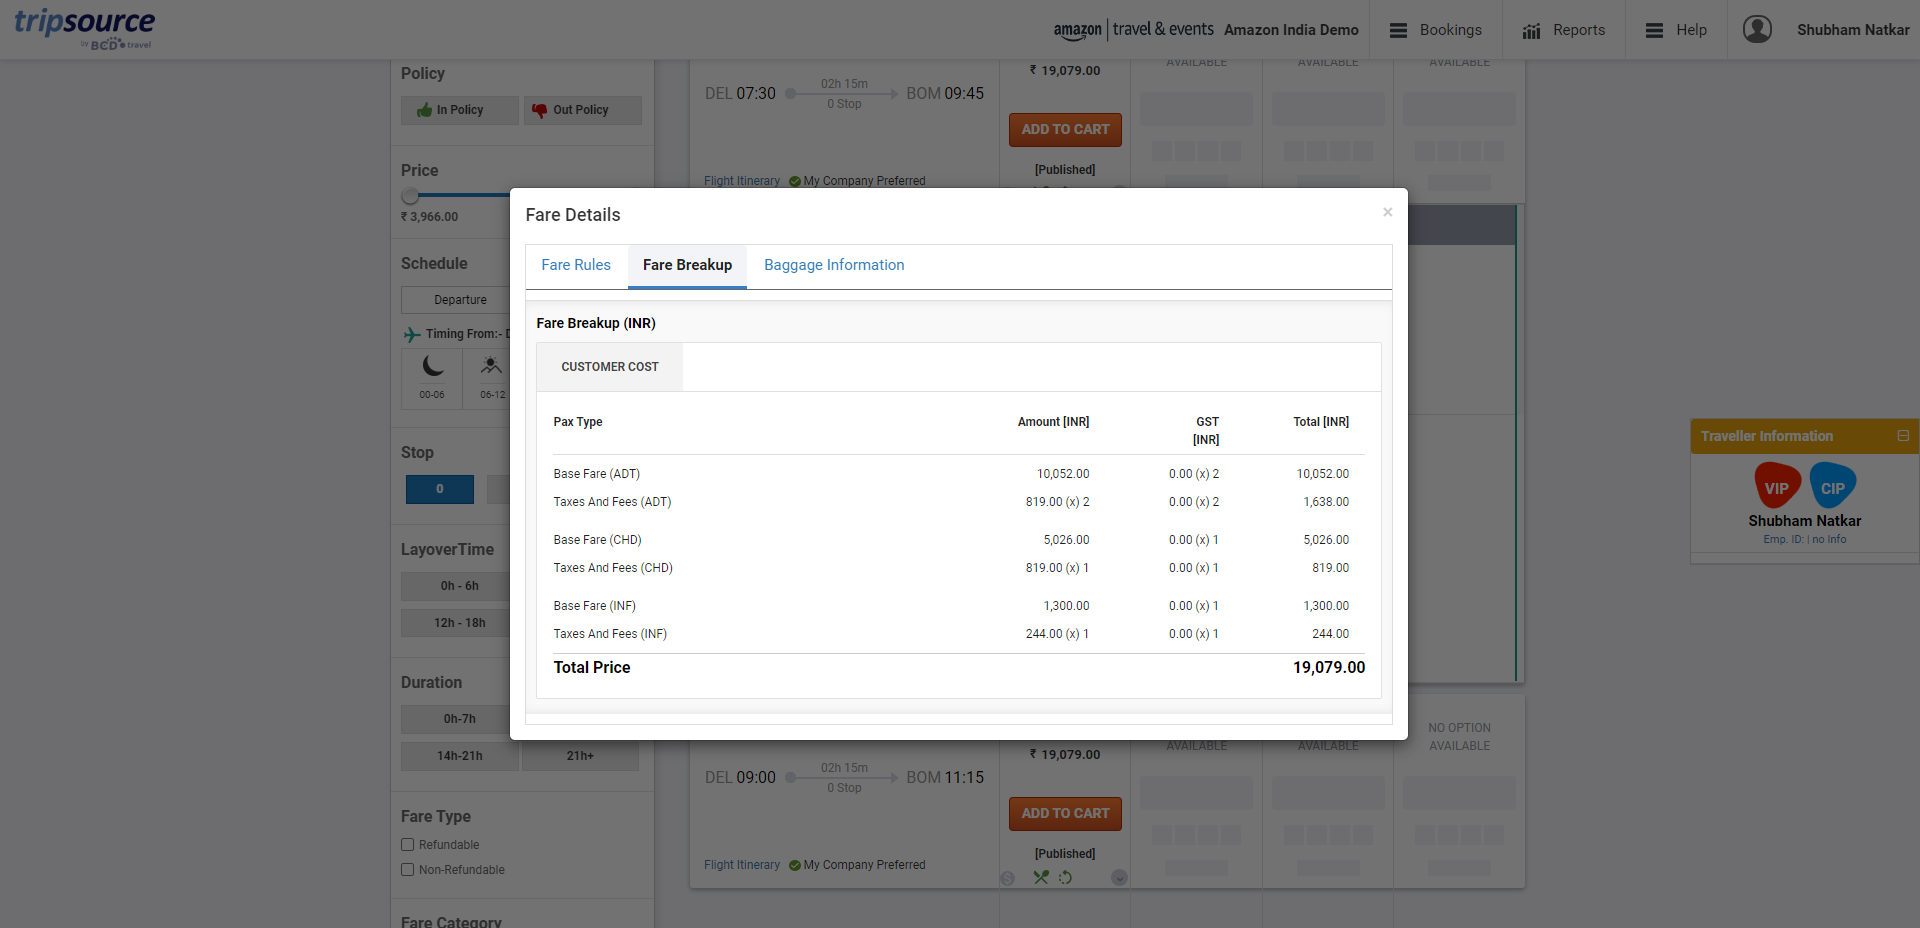 tripsource
by BCD travel
amazon | travel & events Amazon India Demo
Bookings
Reports
Help
Shubham Natkar
Policy
In Policy
Out Policy
Price
₹ 3,966.00
Schedule
Departure
Timing From:- D
00-06
06-12
Stop
0
LayoverTime
0h - 6h
12h - 18h
Duration
0h-7h
14h-21h
21h+
Fare Type
Refundable
Non-Refundable
Fare Category
DEL 07:30
02h 15m
0 Stop
BOM 09:45
Flight Itinerary
My Company Preferred
₹ 19,079.00
ADD TO CART
[Published]
AVAILABLE
AVAILABLE
AVAILABLE
Fare Details
×
Fare Rules
Fare Breakup
Baggage Information
Fare Breakup (INR)
CUSTOMER COST
Pax Type Amount [INR] GST Total [INR]
[INR]
Base Fare (ADT) 10,052.00 0.00 (x) 2 10,052.00
Taxes And Fees (ADT) 819.00 (x) 2 0.00 (x) 2 1,638.00
Base Fare (CHD) 5,026.00 0.00 (x) 1 5,026.00
Taxes And Fees (CHD) 819.00 (x) 1 0.00 (x) 1 819.00
Base Fare (INF) 1,300.00 0.00 (x) 1 1,300.00
Taxes And Fees (INF) 244.00 (x) 1 0.00 (x) 1 244.00
Total Price 19,079.00
DEL 09:00
02h 15m
0 Stop
BOM 11:15
Flight Itinerary
My Company Preferred
₹ 19,079.00
ADD TO CART
[Published]
AVAILABLE
AVAILABLE
NO OPTION
AVAILABLE
Traveller Information
VIP
CIP
Shubham Natkar
Emp. ID: | no Info